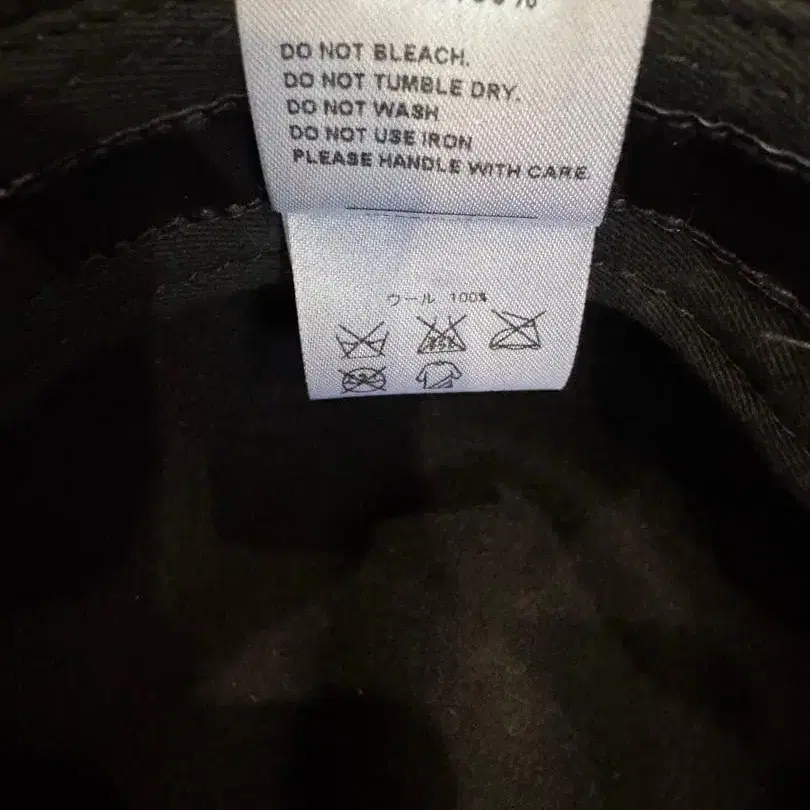 DO NOT BLEACH.
DO NOT TUMBLE DRY.
DO NOT WASH
DO NOT USE IRON
PLEASE HANDLE WITH CARE.
ウール 100%